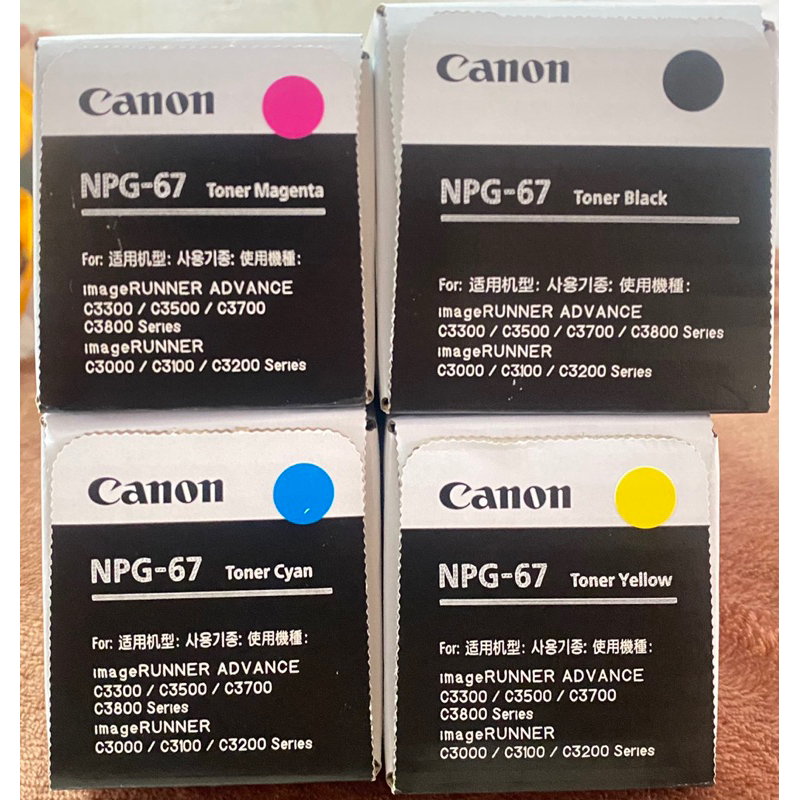 Canon
NPG-67 Toner Magenta
For: 适用机型: 사용기종: 使用機種:
imageRUNNER ADVANCE
C3300 / C3500 / C3700
C3800 Series
imageRUNNER
C3000 / C3100 / C3200 Series
Canon
NPG-67 Toner Black
For: 适用机型: 사용기종: 使用機種:
imageRUNNER ADVANCE
C3300 / C3500 / C3700 / C3800 Series
imageRUNNER
C3000 / C3100 / C3200 Series
Canon
NPG-67 Toner Cyan
For: 适用机型: 사용기종: 使用機種:
imageRUNNER ADVANCE
C3300 / C3500 / C3700
C3800 Series
imageRUNNER
C3000 / C3100 / C3200 Series
Canon
NPG-67 Toner Yellow
For: 适用机型: 사용기종: 使用機種:
imageRUNNER ADVANCE
C3300 / C3500 / C3700
C3800 Series
imageRUNNER
C3000 / C3100 / C3200 Series